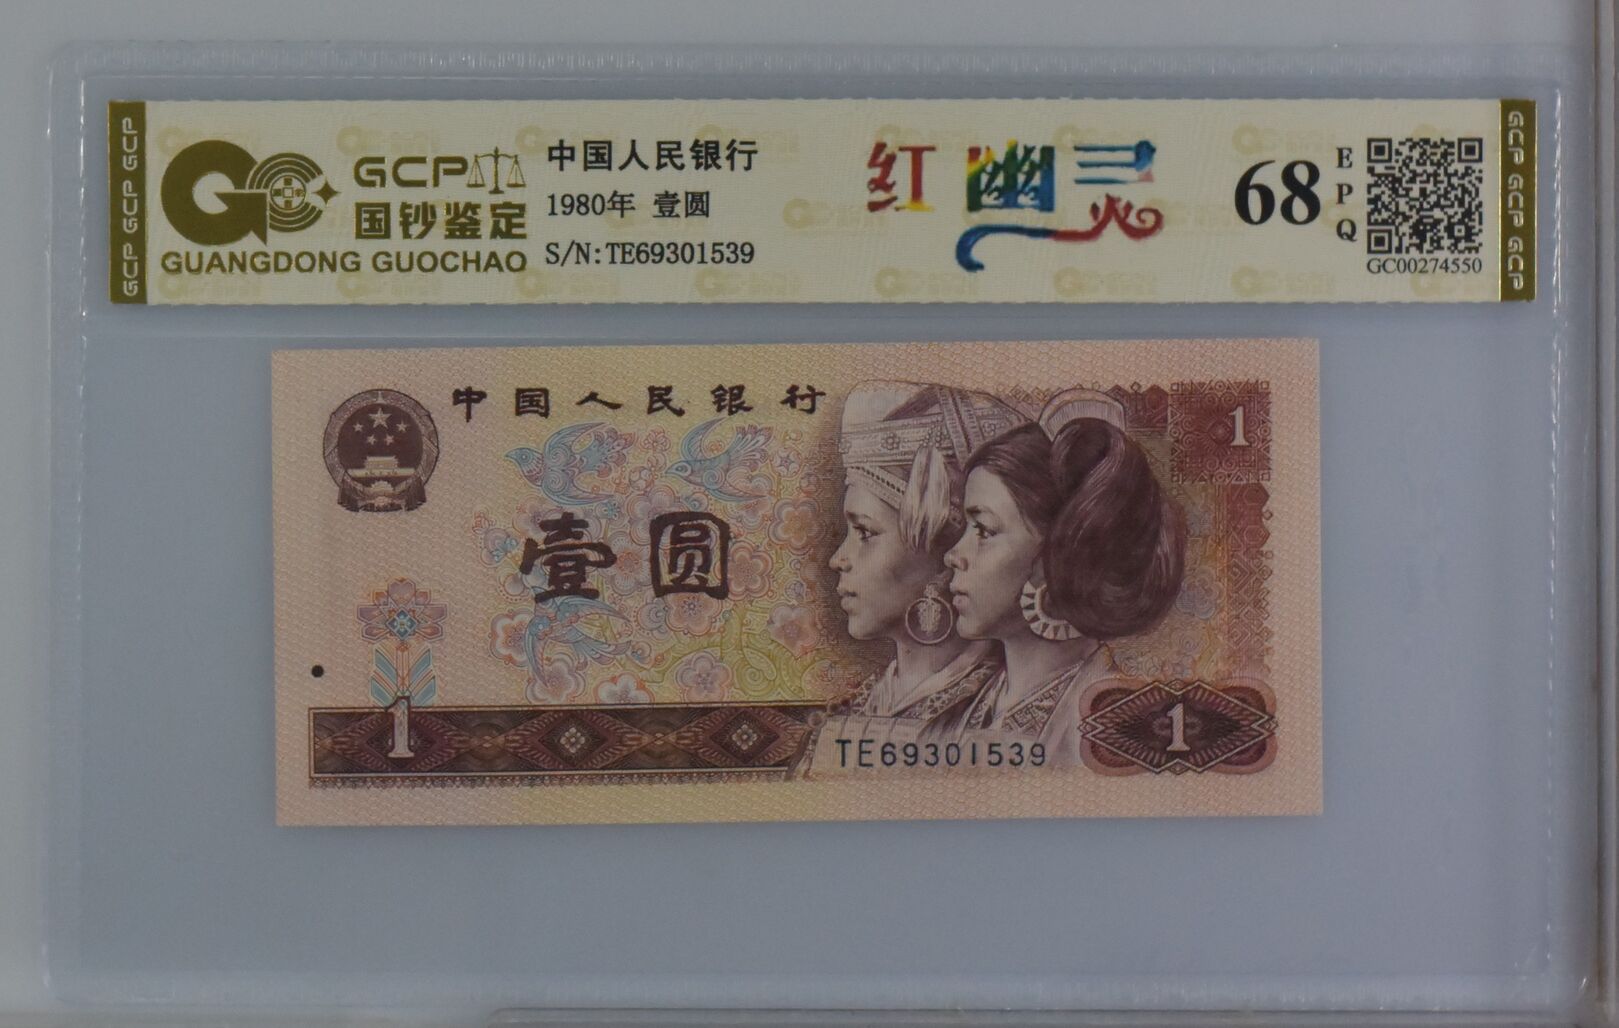 GCP GCP GCP
GCP
国钞鉴定
GUANGDONG GUOCHAO
中国人民银行
1980年 壹圆
S/N:TE69301539
红幽灵
68
EPQ
GC00274550
GCP GCP GCP
中国人民银行
1
壹圆
1
TE69301539
1